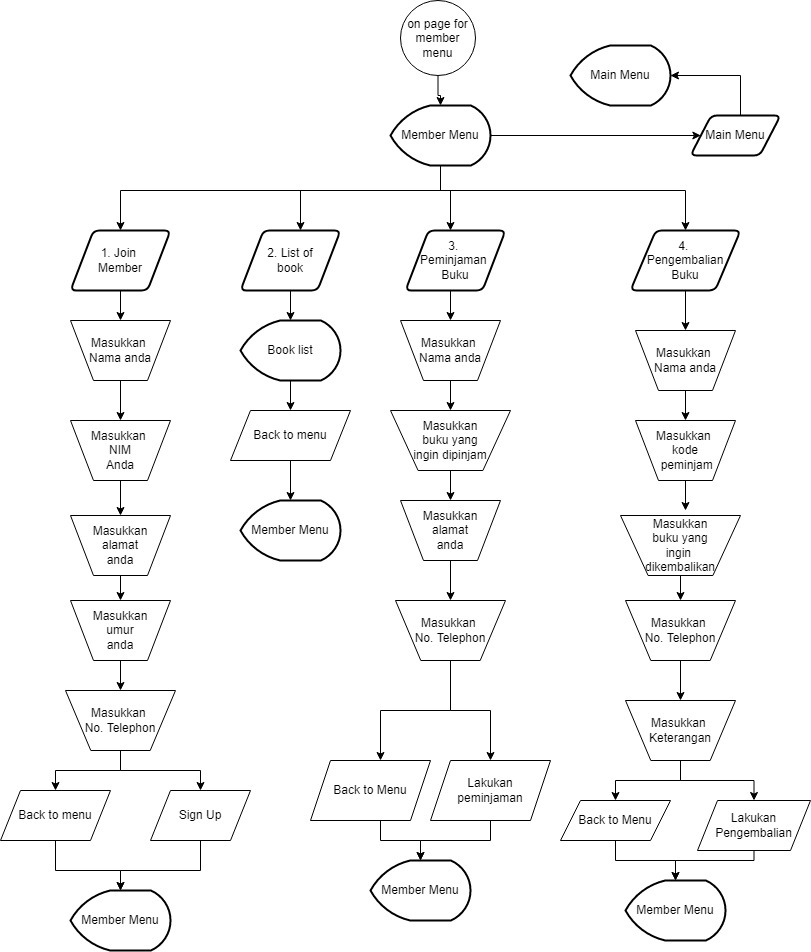 on page for
member
menu
Main Menu
Member Menu
Main Menu
1. Join
Member
2. List of
book
3.
Peminjaman
Buku
4.
Pengembalian
Buku
Masukkan
Nama anda
Masukkan
NIM
Anda
Masukkan
alamat
anda
Masukkan
umur
anda
Masukkan
No. Telephon
Back to menu
Sign Up
Member Menu
Book list
Back to menu
Member Menu
Masukkan
Nama anda
Masukkan
buku yang
ingin dipinjam
Masukkan
alamat
anda
Masukkan
No. Telephon
Back to Menu
Lakukan
peminjaman
Member Menu
Masukkan
Nama anda
Masukkan
kode
peminjam
Masukkan
buku yang
ingin
dikembalikan
Masukkan
No. Telephon
Masukkan
Keterangan
Back to Menu
Lakukan
Pengembalian
Member Menu